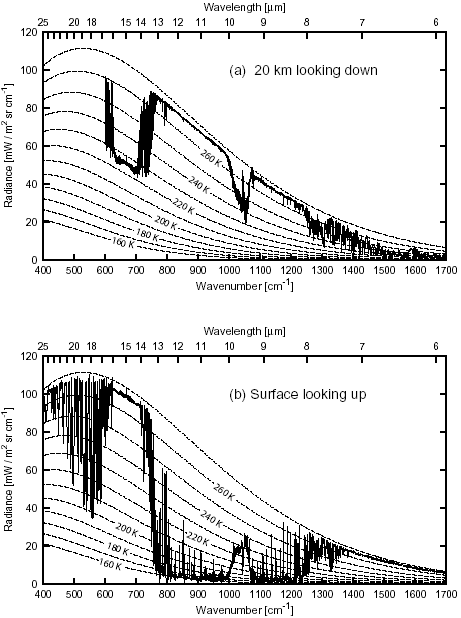 Wavelength [μm]
25 20 18 16 15 14 13 12 11 10 9 8 7 6
120
100
80
60
40
20
0
Radiance [mW / m² sr cm⁻¹]
(a) 20 km looking down
260 K
240 K
220 K
200 K
180 K
160 K
400 500 600 700 800 900 1000 1100 1200 1300 1400 1500 1600 1700
Wavenumber [cm⁻¹]
Wavelength [μm]
25 20 18 16 15 14 13 12 11 10 9 8 7 6
120
100
80
60
40
20
0
Radiance [mW / m² sr cm⁻¹]
(b) Surface looking up
260 K
240 K
220 K
200 K
180 K
160 K
400 500 600 700 800 900 1000 1100 1200 1300 1400 1500 1600 1700
Wavenumber [cm⁻¹]